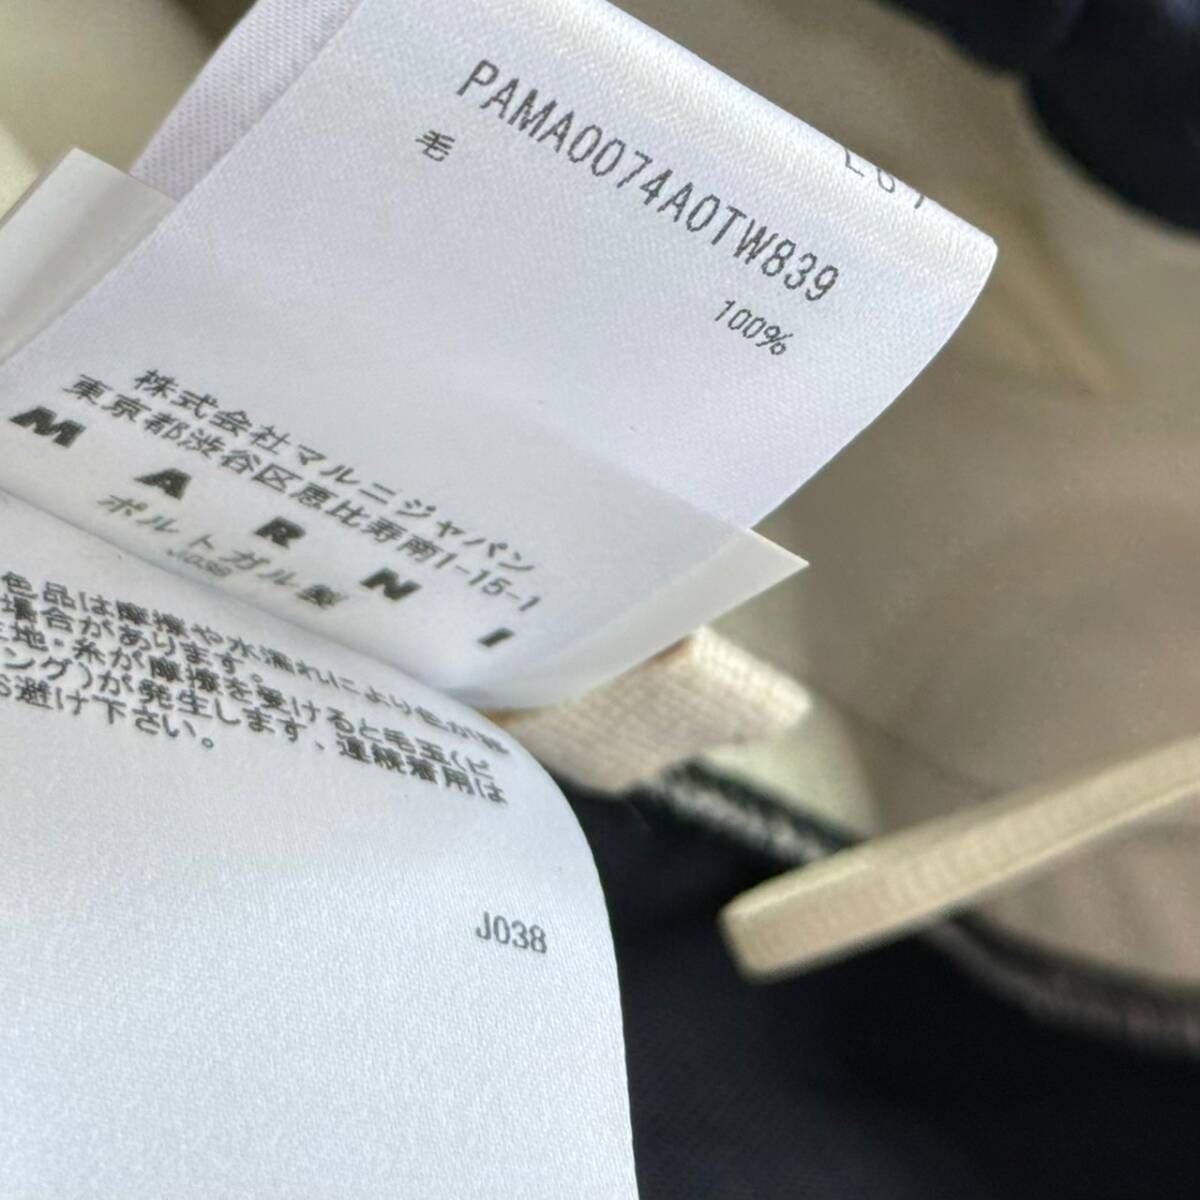 PAMA0074A0TW839
毛 100%
株式会社マルニジャパン
東京都渋谷区恵比寿南1-15-1
MARNI
ポルトガル製
J038
色品は摩擦や水濡れにより色が
場合があります。
生地・糸が摩擦を受けると毛玉(ピ
ング)が発生します、連続着用は
お避け下さい。
J038